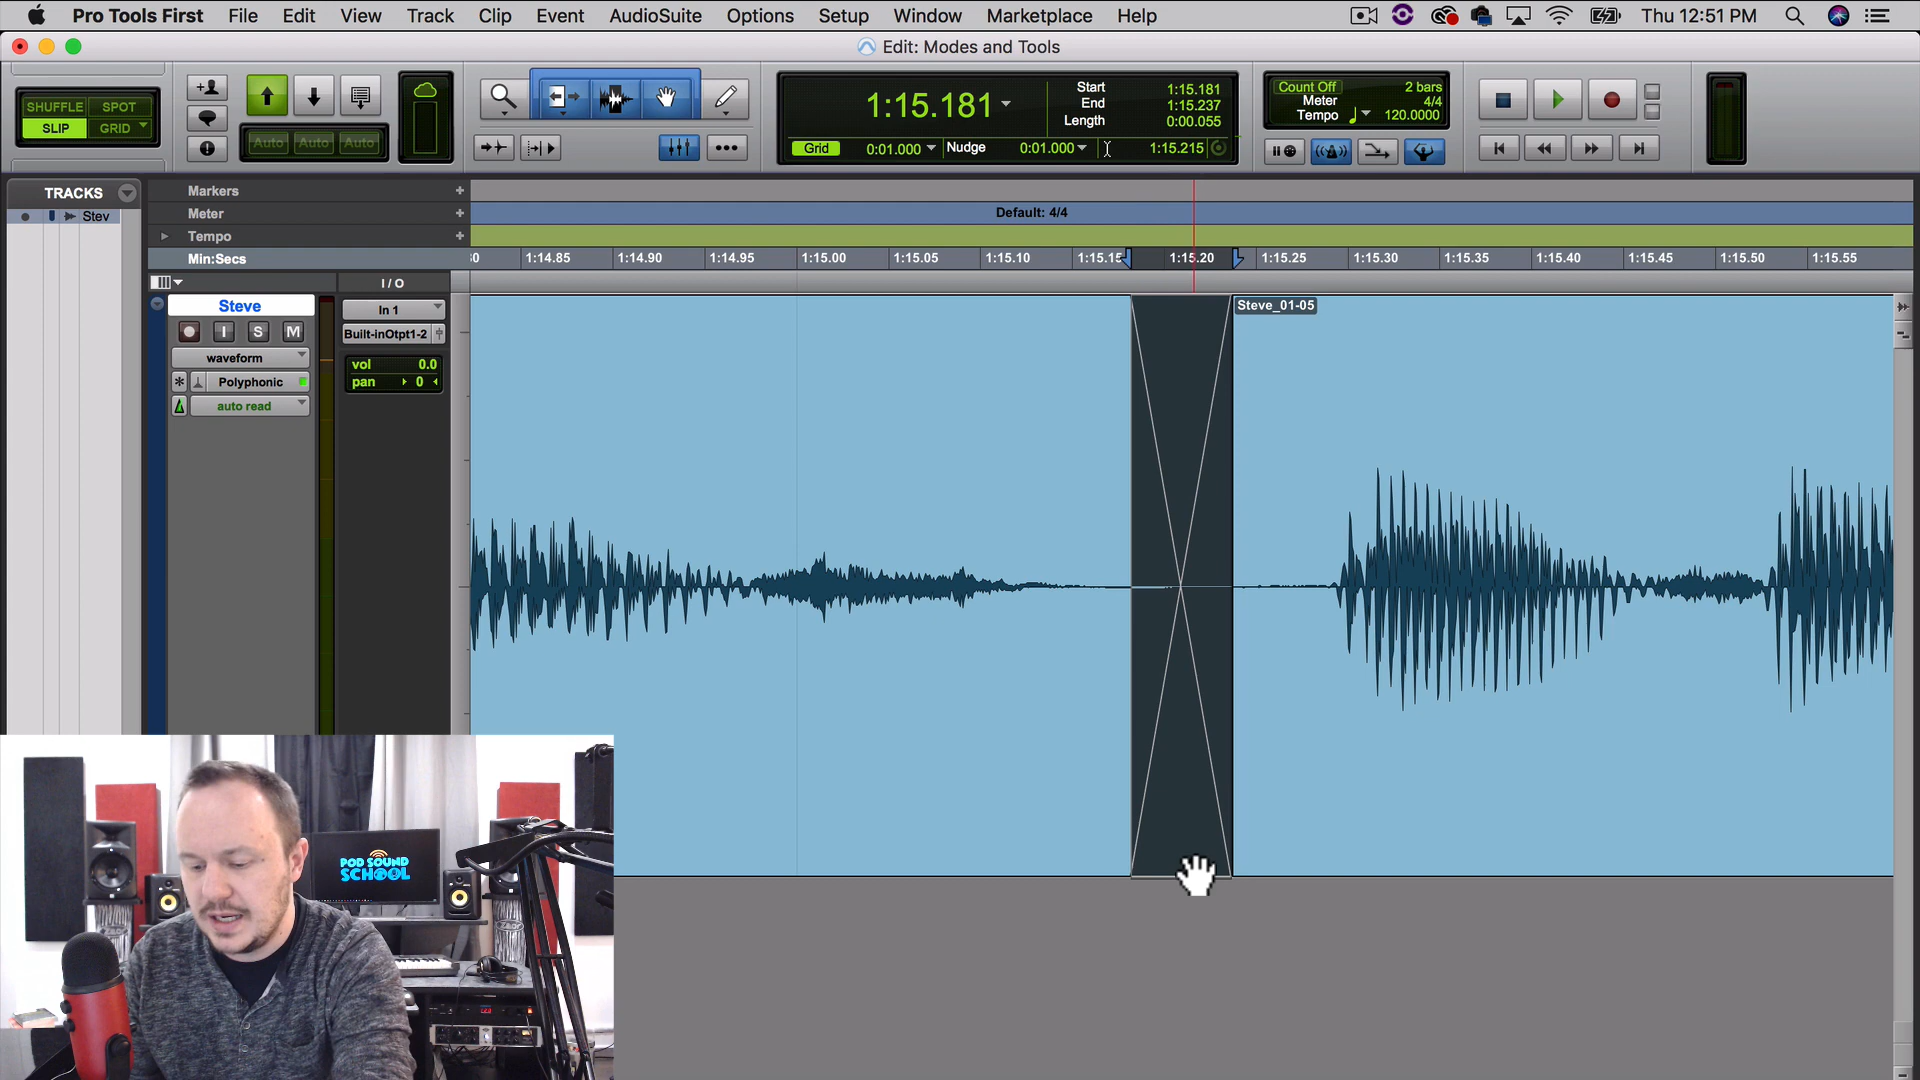 Pro Tools First File Edit View Track Clip Event AudioSuite Options Setup Window Marketplace Help Thu 12:51 PM
Edit: Modes and Tools
SHUFFLE SPOT
SLIP GRID
Auto Auto Auto
1:15.181
Start 1:15.181
End 1:15.237
Length 0:00.055
Grid 0:01.000 Nudge 0:01.000 1:15.215
Count Off 2 bars
Meter 4/4
Tempo 120.0000
TRACKS
Stev
Markers
Meter
Default: 4/4
Tempo
Min:Secs
1:14.85 1:14.90 1:14.95 1:15.00 1:15.05 1:15.10 1:15.15 1:15.20 1:15.25 1:15.30 1:15.35 1:15.40 1:15.45 1:15.50 1:15.55
I / O
Steve
In 1
I S M
Built-inOtpt1-2
waveform
vol 0.0
Polyphonic
pan 0
auto read
Steve_01-05
POD SOUND
SCHOOL